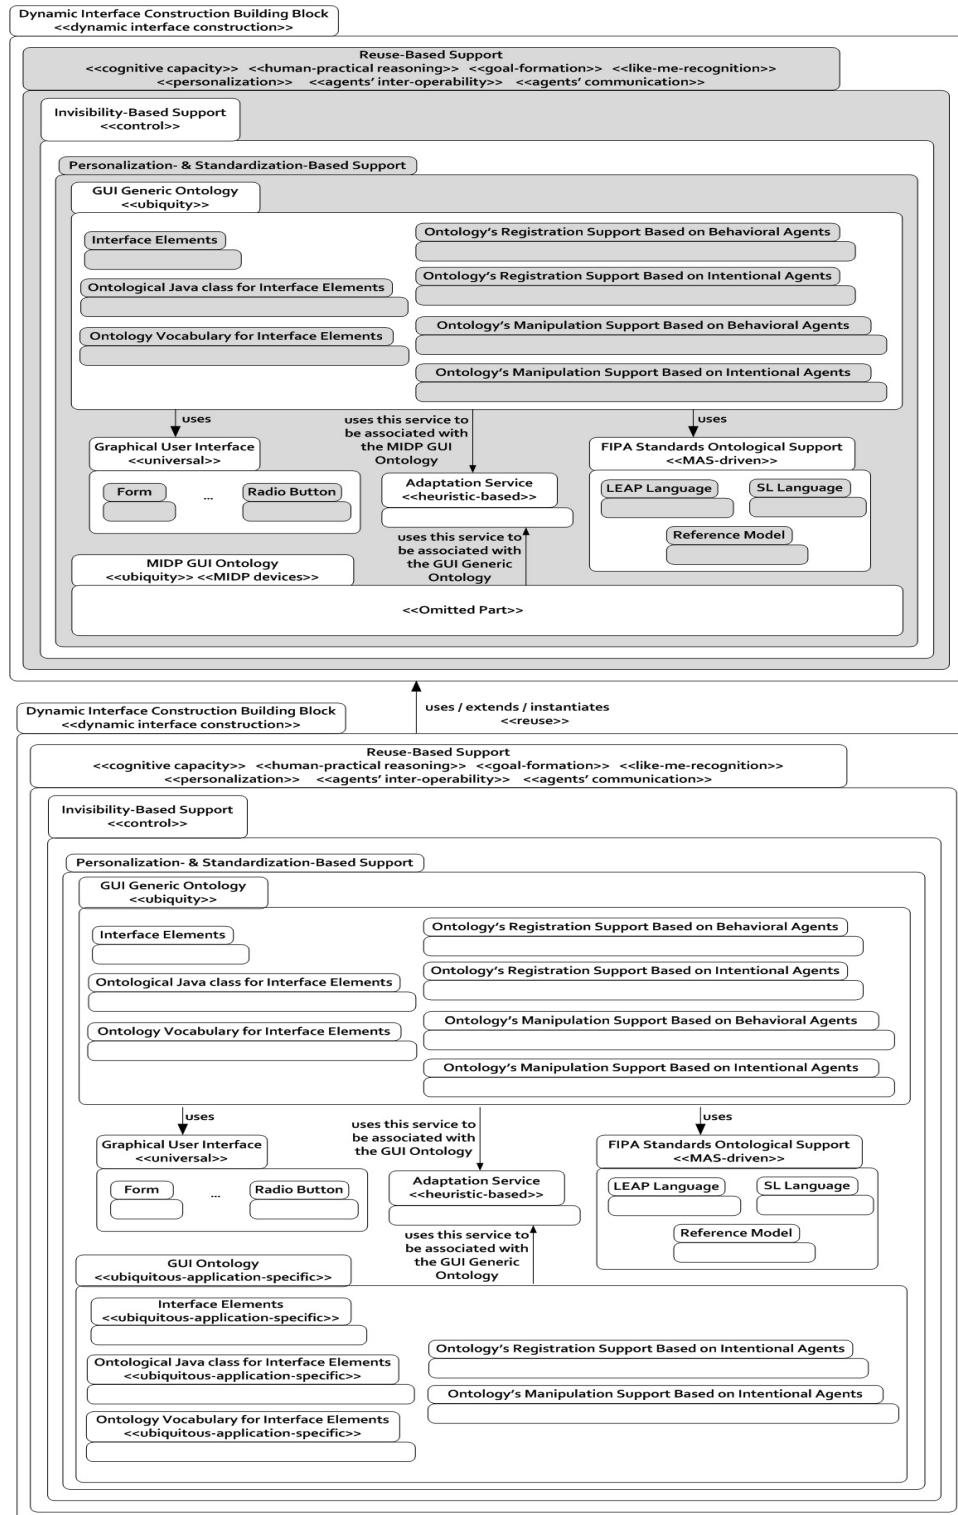 Dynamic Interface Construction Building Block
<<dynamic interface construction>>
Reuse-Based Support
<<cognitive capacity>> <<human-practical reasoning>> <<goal-formation>> <<like-me-recognition>>
<<personalization>> <<agents' inter-operability>> <<agents' communication>>
Invisibility-Based Support
<<control>>
Personalization- & Standardization-Based Support
GUI Generic Ontology
<<ubiquity>>
Interface Elements
Ontological Java class for Interface Elements
Ontology Vocabulary for Interface Elements
Ontology's Registration Support Based on Behavioral Agents
Ontology's Registration Support Based on Intentional Agents
Ontology's Manipulation Support Based on Behavioral Agents
Ontology's Manipulation Support Based on Intentional Agents
uses
uses this service to
be associated with
the MIDP GUI
Ontology
uses
Graphical User Interface
<<universal>>
Form
...
Radio Button
Adaptation Service
<<heuristic-based>>
FIPA Standards Ontological Support
<<MAS-driven>>
LEAP Language
SL Language
Reference Model
uses this service to
be associated with
the GUI Generic
Ontology
MIDP GUI Ontology
<<ubiquity>> <<MIDP devices>>
<<Omitted Part>>
uses / extends / instantiates
<<reuse>>
Dynamic Interface Construction Building Block
<<dynamic interface construction>>
Reuse-Based Support
<<cognitive capacity>> <<human-practical reasoning>> <<goal-formation>> <<like-me-recognition>>
<<personalization>> <<agents' inter-operability>> <<agents' communication>>
Invisibility-Based Support
<<control>>
Personalization- & Standardization-Based Support
GUI Generic Ontology
<<ubiquity>>
Interface Elements
Ontological Java class for Interface Elements
Ontology Vocabulary for Interface Elements
Ontology's Registration Support Based on Behavioral Agents
Ontology's Registration Support Based on Intentional Agents
Ontology's Manipulation Support Based on Behavioral Agents
Ontology's Manipulation Support Based on Intentional Agents
uses
uses this service to
be associated with
the GUI Ontology
uses
Graphical User Interface
<<universal>>
Form
...
Radio Button
Adaptation Service
<<heuristic-based>>
FIPA Standards Ontological Support
<<MAS-driven>>
LEAP Language
SL Language
Reference Model
uses this service to
be associated with
the GUI Generic
Ontology
GUI Ontology
<<ubiquitous-application-specific>>
Interface Elements
<<ubiquitous-application-specific>>
Ontological Java class for Interface Elements
<<ubiquitous-application-specific>>
Ontology Vocabulary for Interface Elements
<<ubiquitous-application-specific>>
Ontology's Registration Support Based on Intentional Agents
Ontology's Manipulation Support Based on Intentional Agents